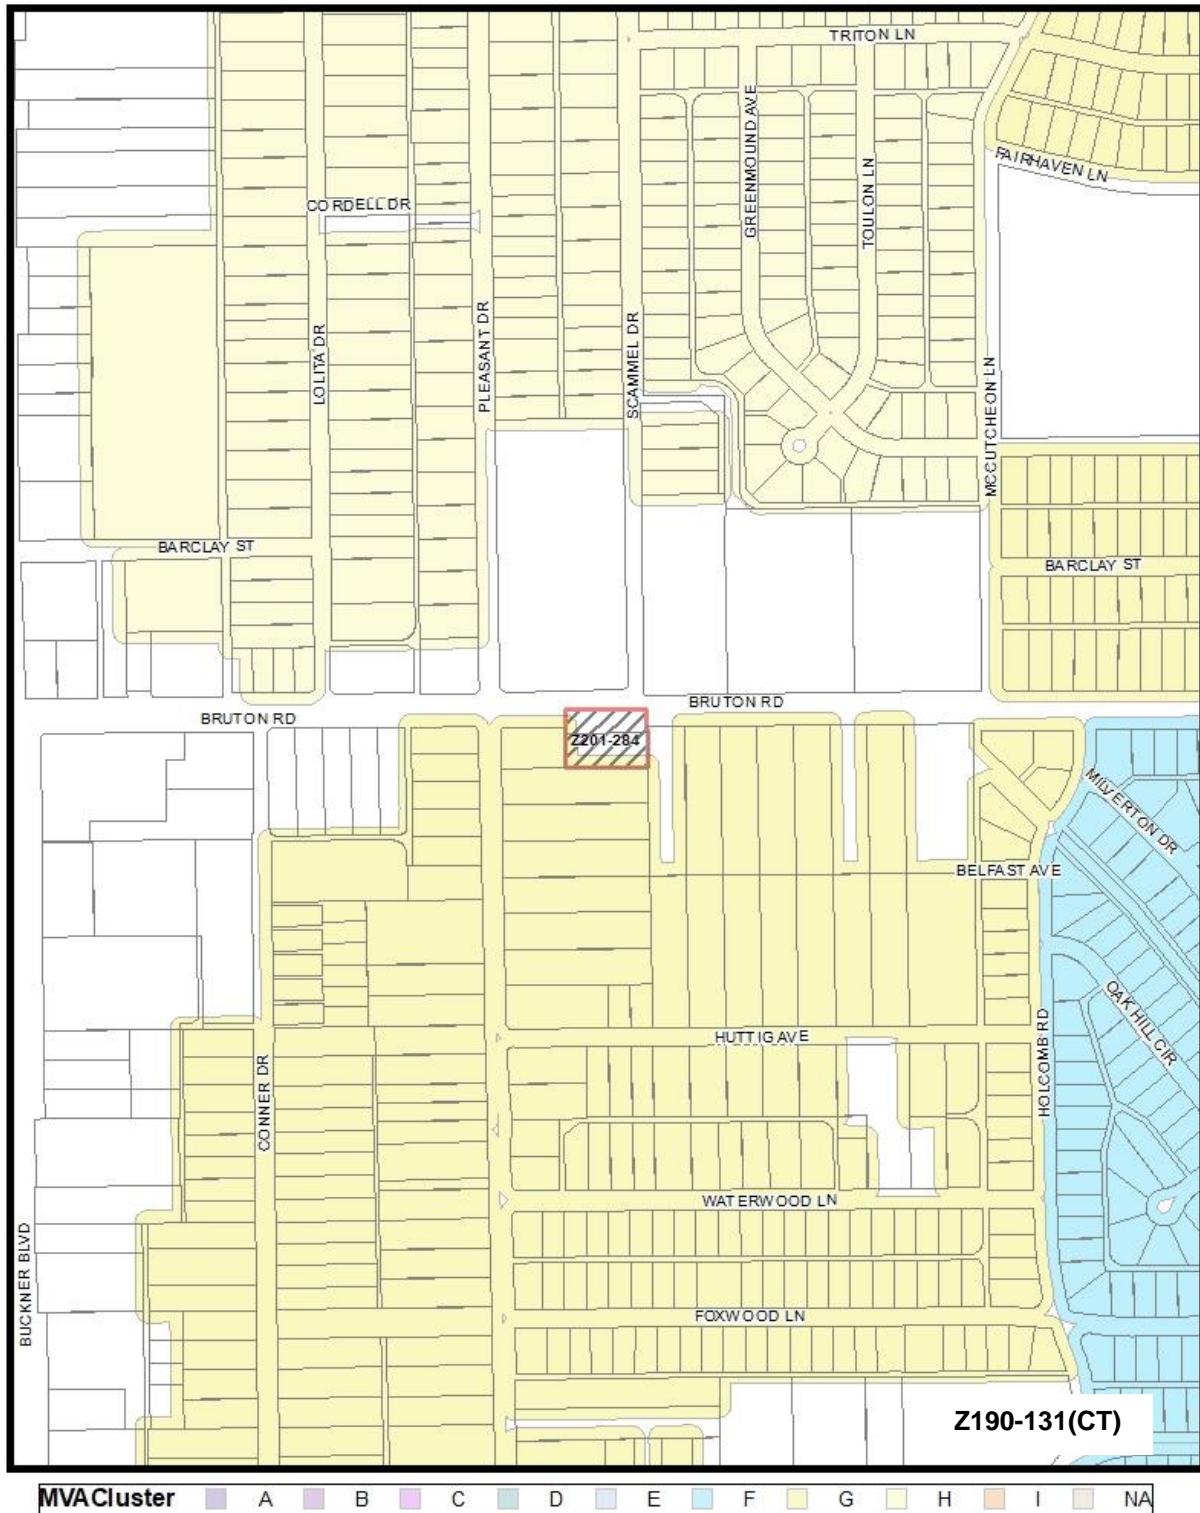 TRITON LN
GREENMOUND AVE
TOULON LN
FAIRHAVEN LN
CORDELL DR
LOLITA DR
PLEASANT DR
SCAMMEL DR
MCCUTCHEON LN
BARCLAY ST
BARCLAY ST
BRUTON RD
BRUTON RD
Z201-284
MILVERTON DR
BELFAST AVE
OAK HILL CIR
HUTTIG AVE
HOLCOMB RD
CONNER DR
WATERWOOD LN
BUCKNER BLVD
FOXWOOD LN
Z190-131(CT)
MVACluster A B C D E F G H I NA